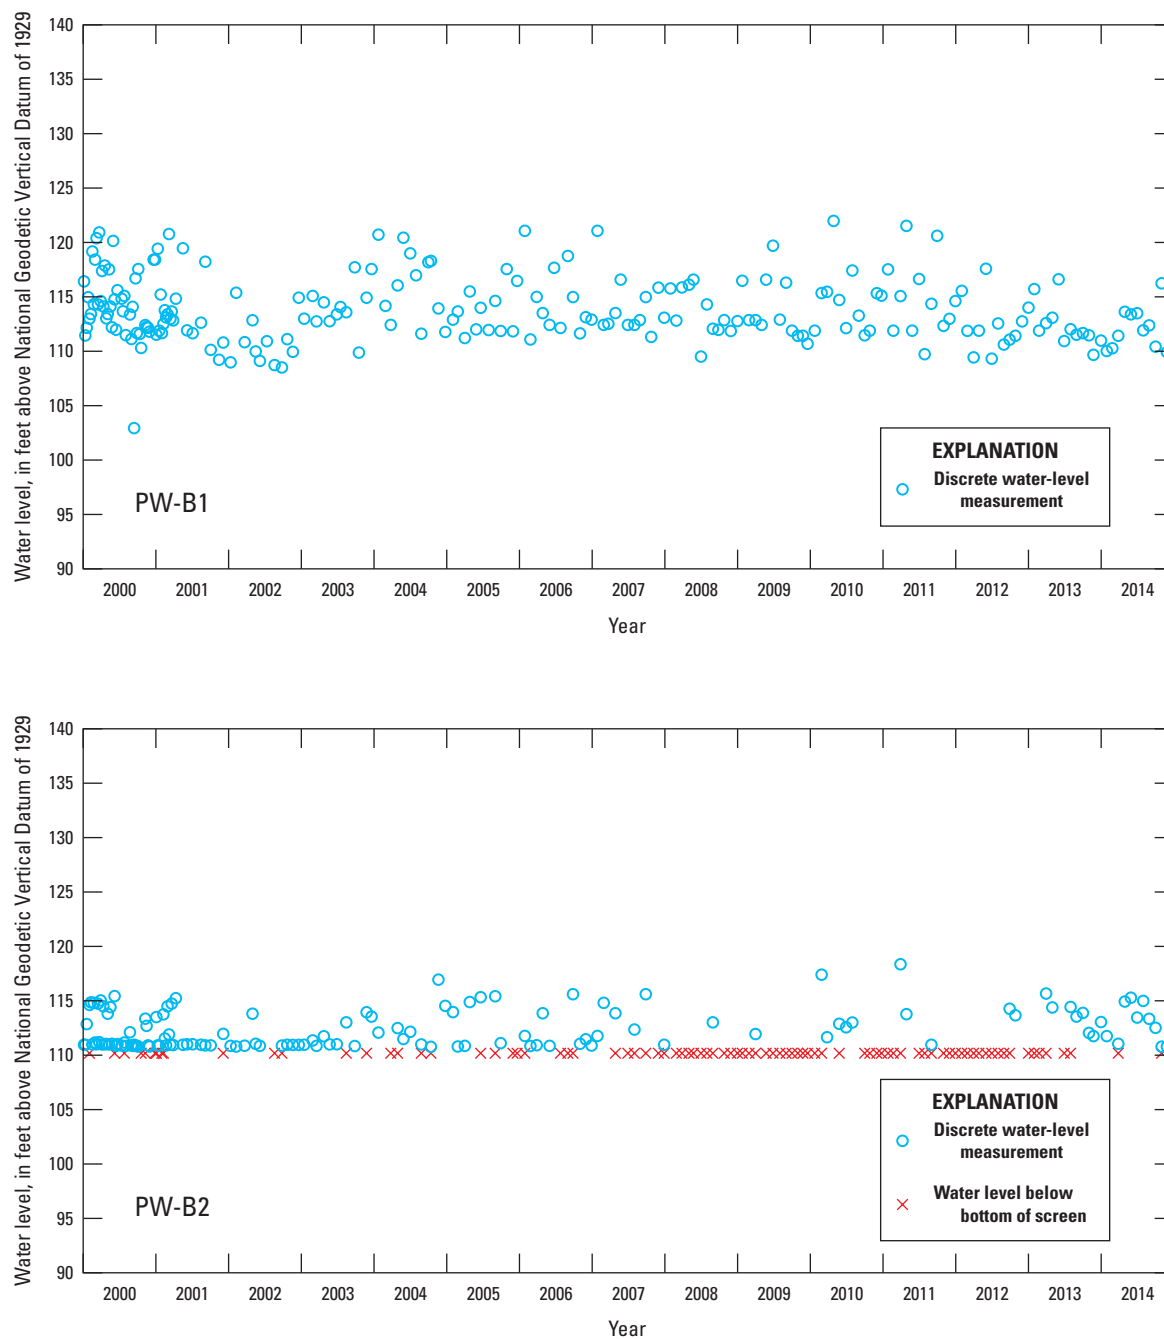 Water level, in feet above National Geodetic Vertical Datum of 1929
140
135
130
125
120
115
110
105
100
95
90
PW-B1
EXPLANATION
Discrete water-level
measurement
2000 2001 2002 2003 2004 2005 2006 2007 2008 2009 2010 2011 2012 2013 2014
Year
Water level, in feet above National Geodetic Vertical Datum of 1929
140
135
130
125
120
115
110
105
100
95
90
PW-B2
EXPLANATION
Discrete water-level
measurement
Water level below
bottom of screen
2000 2001 2002 2003 2004 2005 2006 2007 2008 2009 2010 2011 2012 2013 2014
Year